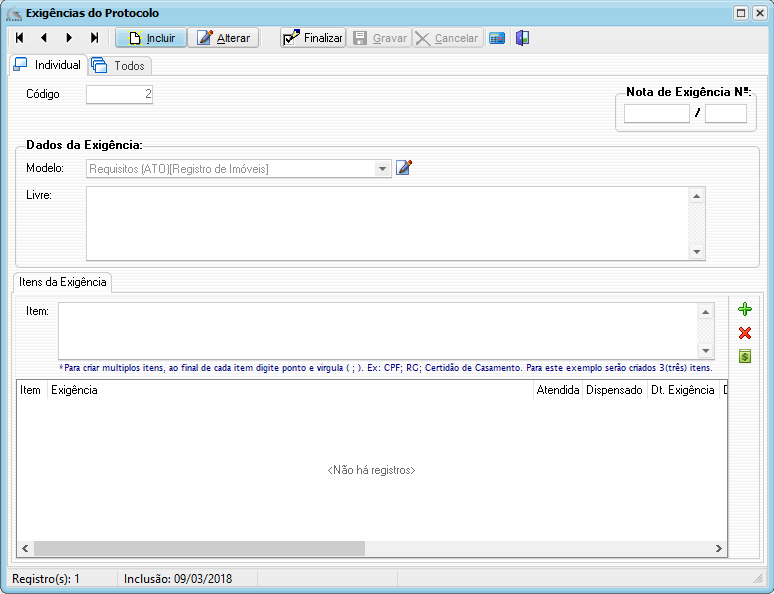 Exigências do Protocolo
Incluir Alterar Finalizar Gravar Cancelar
Individual Todos
Código 2
Nota de Exigência Nº:
/
Dados da Exigência:
Modelo: Requisitos (ATO)[Registro de Imóveis]
Livre:
Itens da Exigência
Item:
*Para criar multiplos itens, ao final de cada item digite ponto e virgula ( ; ). Ex: CPF; RG; Certidão de Casamento. Para este exemplo serão criados 3(três) itens.
Item Exigência Atendida Dispensado Dt. Exigência
<Não há registros>
Registro(s): 1 Inclusão: 09/03/2018